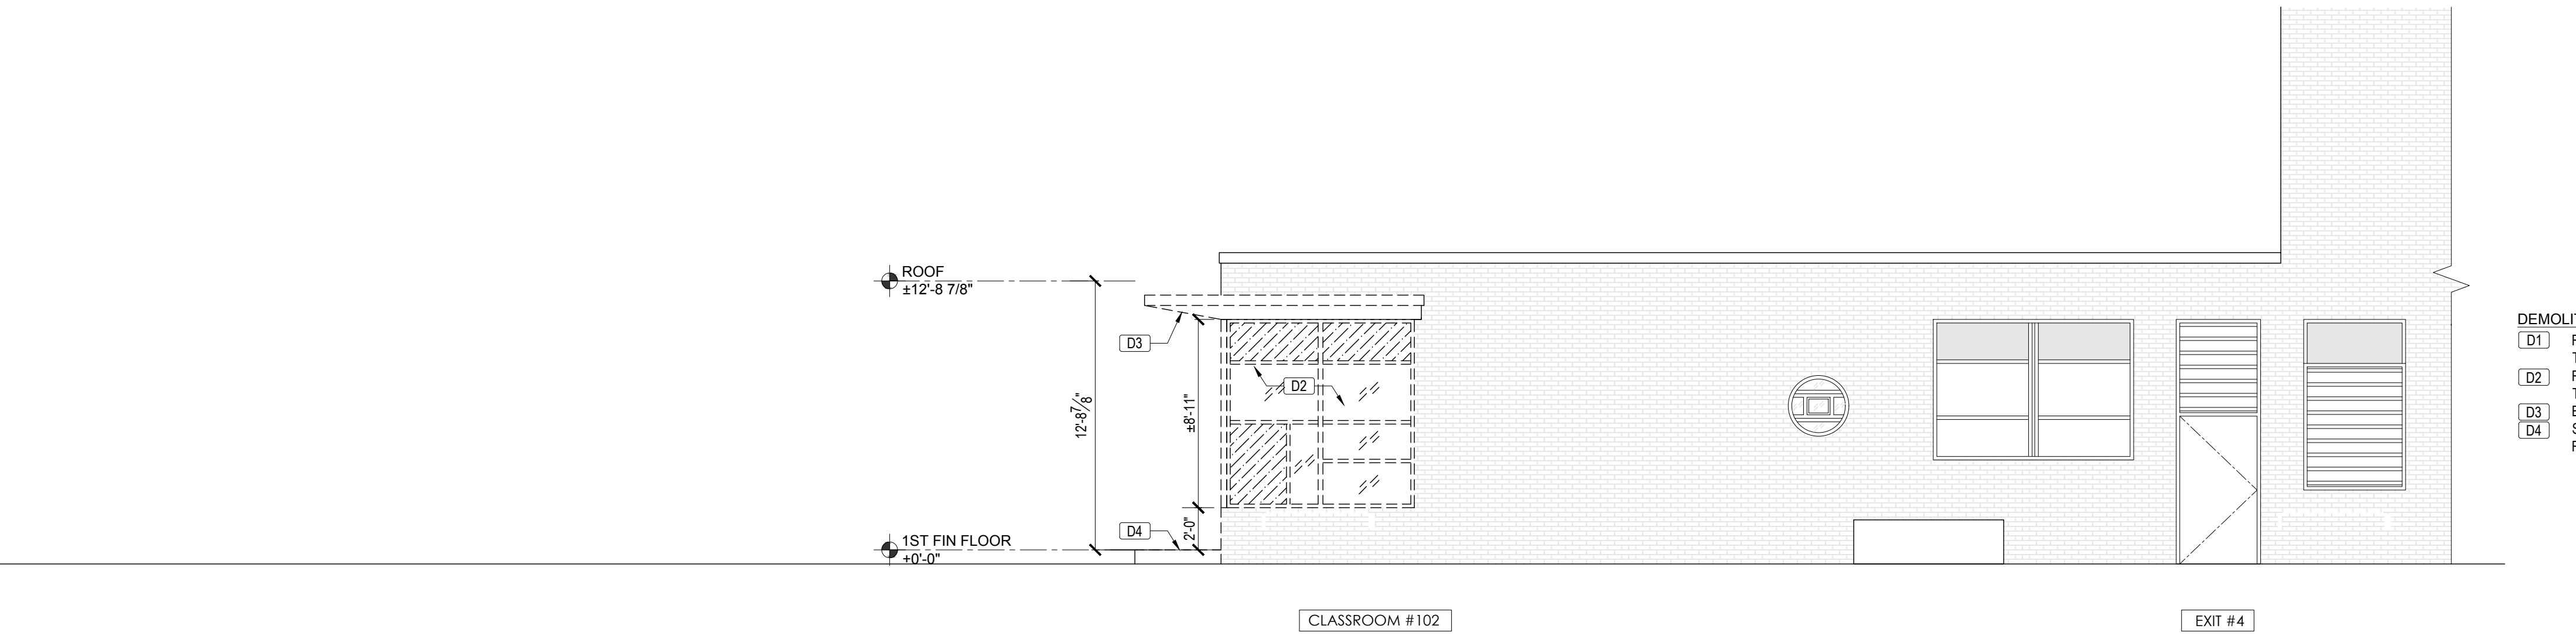 ROOF
±12'-8 7/8"
D3
12'-8 7/8"
±8'-11"
D2
D4
2'-0"
1ST FIN FLOOR
+0'-0"
CLASSROOM #102
EXIT #4
DEMOLI
D1
D2
D3
D4